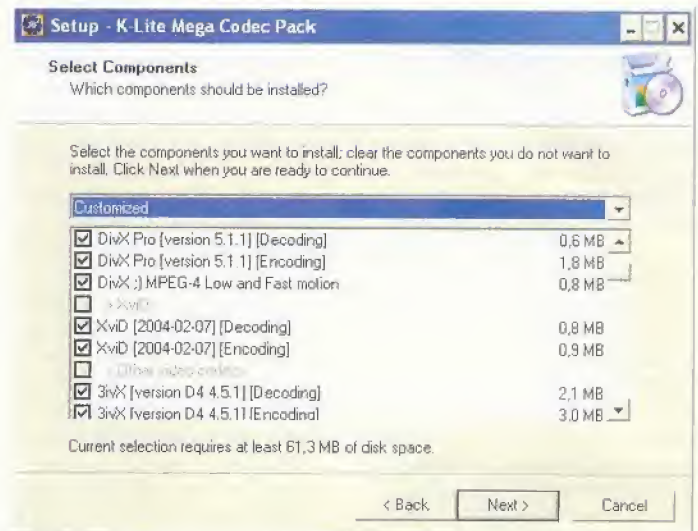 Setup - K-Lite Mega Codec Pack
Select Components
Which components should be installed?
Select the components you want to install; clear the components you do not want to
install. Click Next when you are ready to continue.
Customized
DivX Pro [version 5.1.1] [Decoding] 0,6 MB
DivX Pro [version 5.1.1] [Encoding] 1,8 MB
DivX ;) MPEG-4 Low and Fast motion 0,8 MB
> XviD
XviD [2004-02-07] [Decoding] 0,8 MB
XviD [2004-02-07] [Encoding] 0,9 MB
> Other video codecs
3ivX [version D4 4.5.1] [Decoding] 2,1 MB
3ivX [version D4 4.5.1] [Encoding] 3,0 MB
Current selection requires at least 61,3 MB of disk space.
< Back Next > Cancel